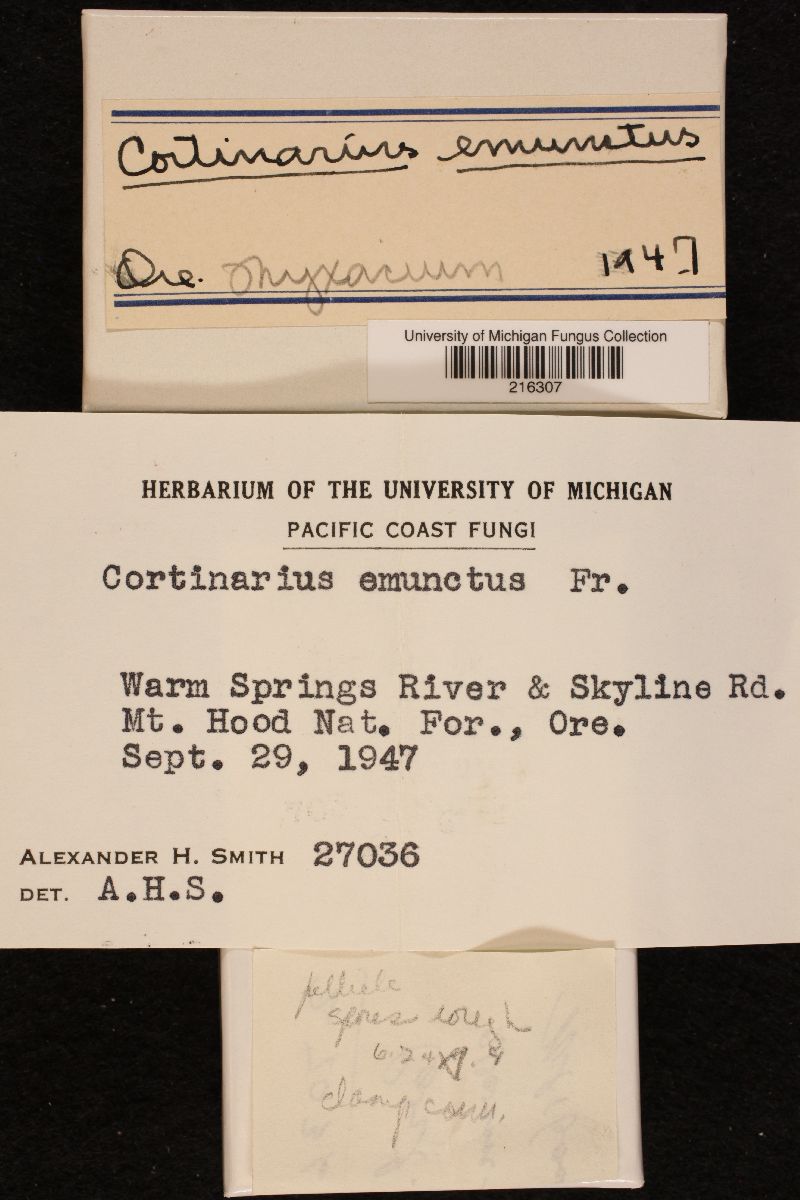 Cortinarius emunctus
Ore. Myxacium 1947
University of Michigan Fungus Collection
216307
HERBARIUM OF THE UNIVERSITY OF MICHIGAN
PACIFIC COAST FUNGI
Cortinarius emunctus Fr.
Warm Springs River & Skyline Rd.
Mt. Hood Nat. For., Ore.
Sept. 29, 1947
ALEXANDER H. SMITH 27036
DET. A.H.S.
pellicle
spores rough
clamp conn.